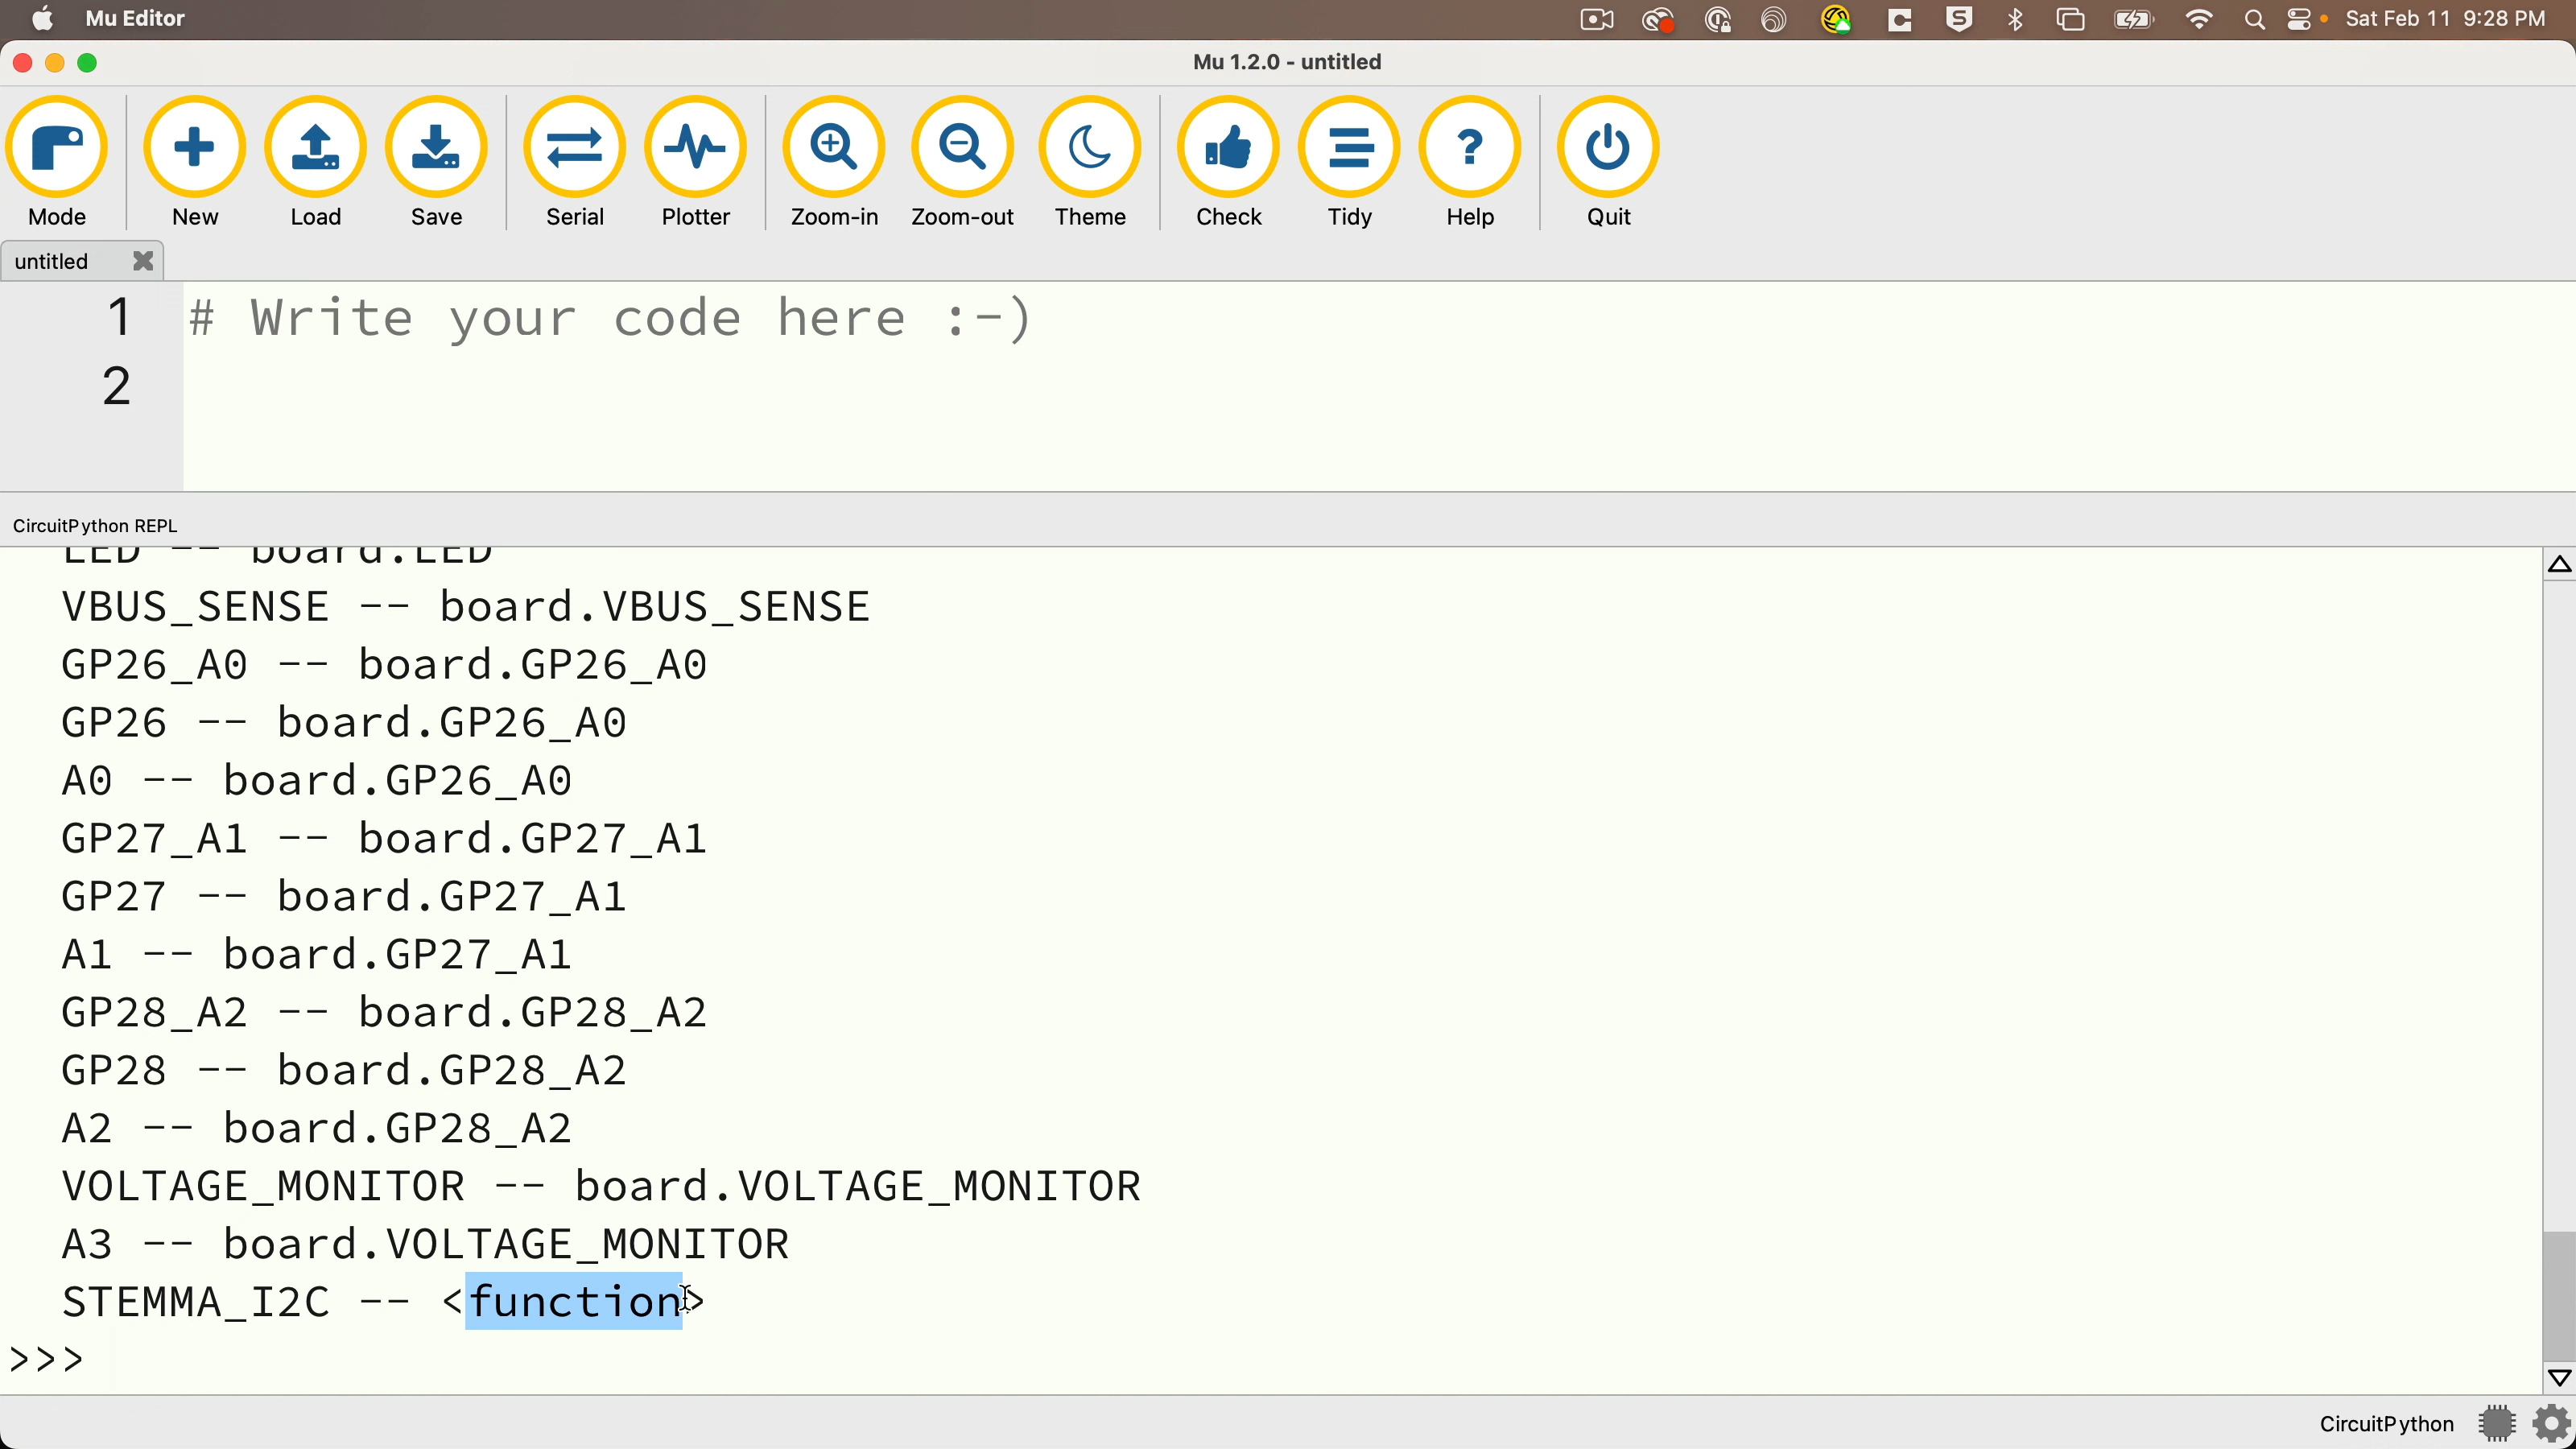 Mu Editor
Sat Feb 11 9:28 PM
Mu 1.2.0 - untitled
Mode New Load Save Serial Plotter Zoom-in Zoom-out Theme Check Tidy Help Quit
untitled
1 # Write your code here :-)
2
CircuitPython REPL
LED -- board.LED
VBUS_SENSE -- board.VBUS_SENSE
GP26_A0 -- board.GP26_A0
GP26 -- board.GP26_A0
A0 -- board.GP26_A0
GP27_A1 -- board.GP27_A1
GP27 -- board.GP27_A1
A1 -- board.GP27_A1
GP28_A2 -- board.GP28_A2
GP28 -- board.GP28_A2
A2 -- board.GP28_A2
VOLTAGE_MONITOR -- board.VOLTAGE_MONITOR
A3 -- board.VOLTAGE_MONITOR
STEMMA_I2C -- <function>
>>>
CircuitPython